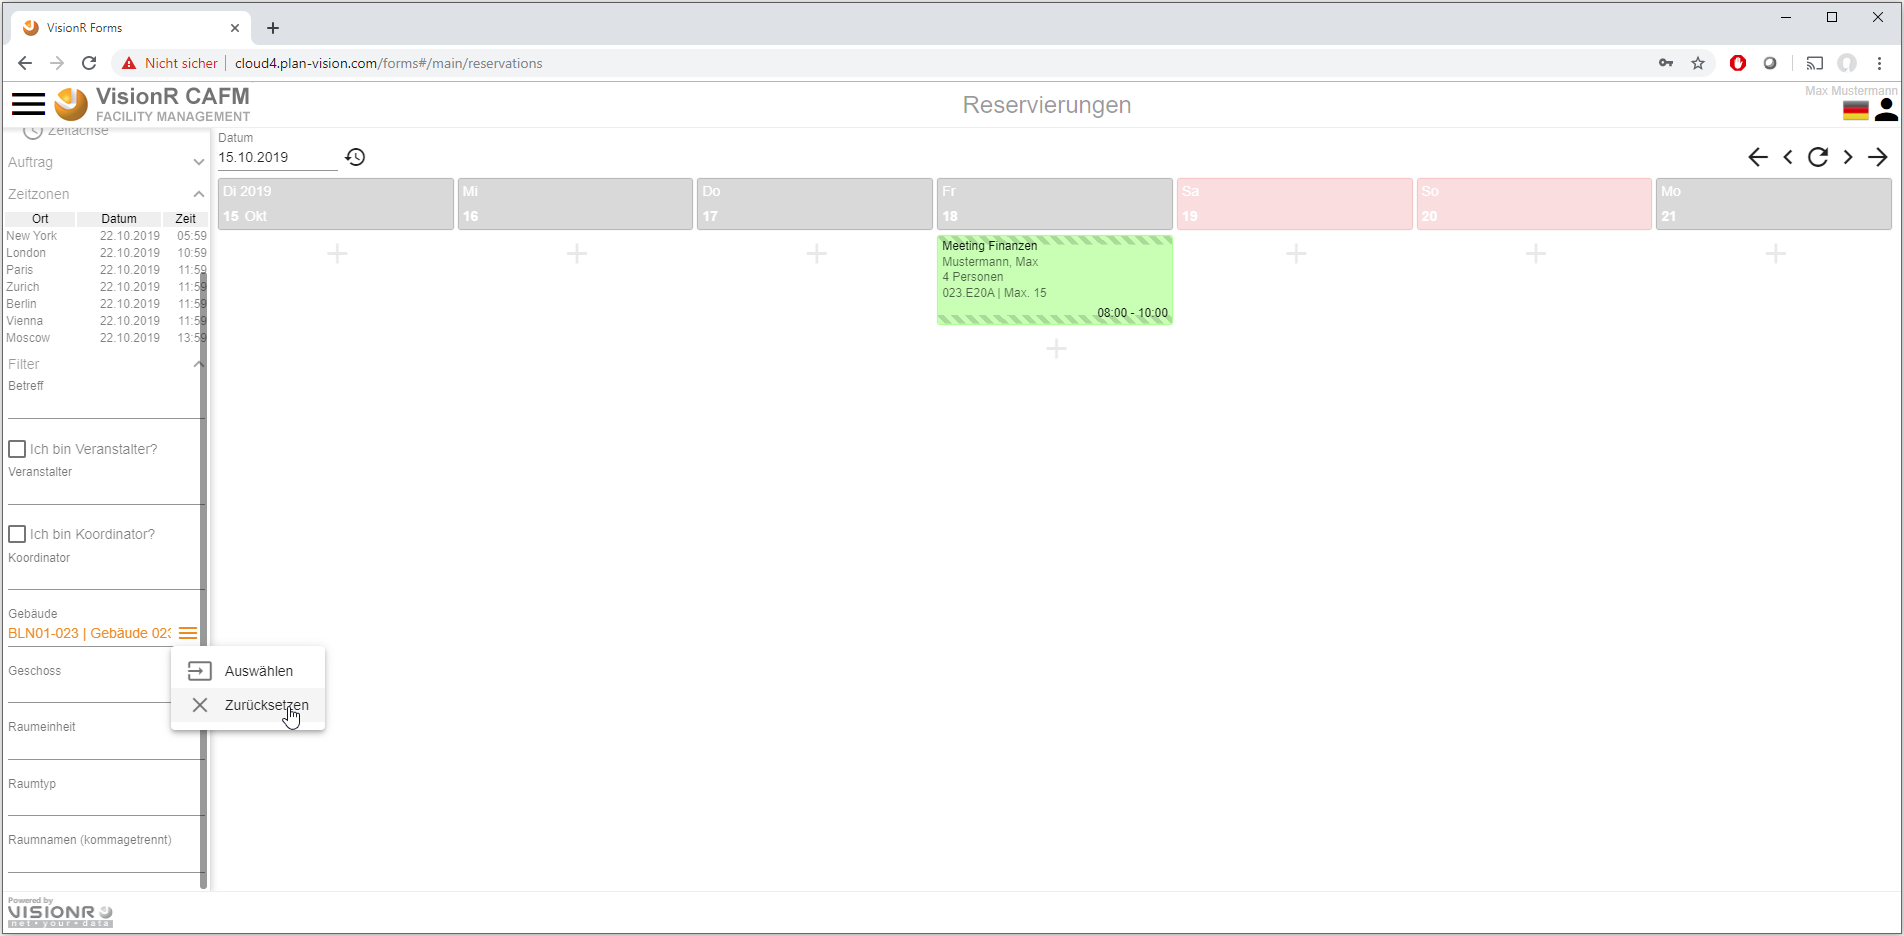 VisionR Forms
Nicht sicher
cloud4.plan-vision.com/forms#/main/reservations
VisionR CAFM
FACILITY MANAGEMENT
Reservierungen
Max Mustermann
Zeitachse
Auftrag
Zeitzonen
Ort Datum Zeit
New York 22.10.2019 05:59
London 22.10.2019 10:59
Paris 22.10.2019 11:59
Zurich 22.10.2019 11:59
Berlin 22.10.2019 11:59
Vienna 22.10.2019 11:59
Moscow 22.10.2019 13:59
Filter
Betreff
Ich bin Veranstalter?
Veranstalter
Ich bin Koordinator?
Koordinator
Gebäude
BLN01-023 | Gebäude 023
Geschoss
Auswählen
Zurücksetzen
Raumeinheit
Raumtyp
Raumnamen (kommagetrennt)
Datum
15.10.2019
Di 2019
15 Okt
Mi
16
Do
17
Fr
18
Sa
19
So
20
Mo
21
Meeting Finanzen
Mustermann, Max
4 Personen
023.E20A | Max. 15
08:00 - 10:00
Powered by
VISIONR
net•your•data